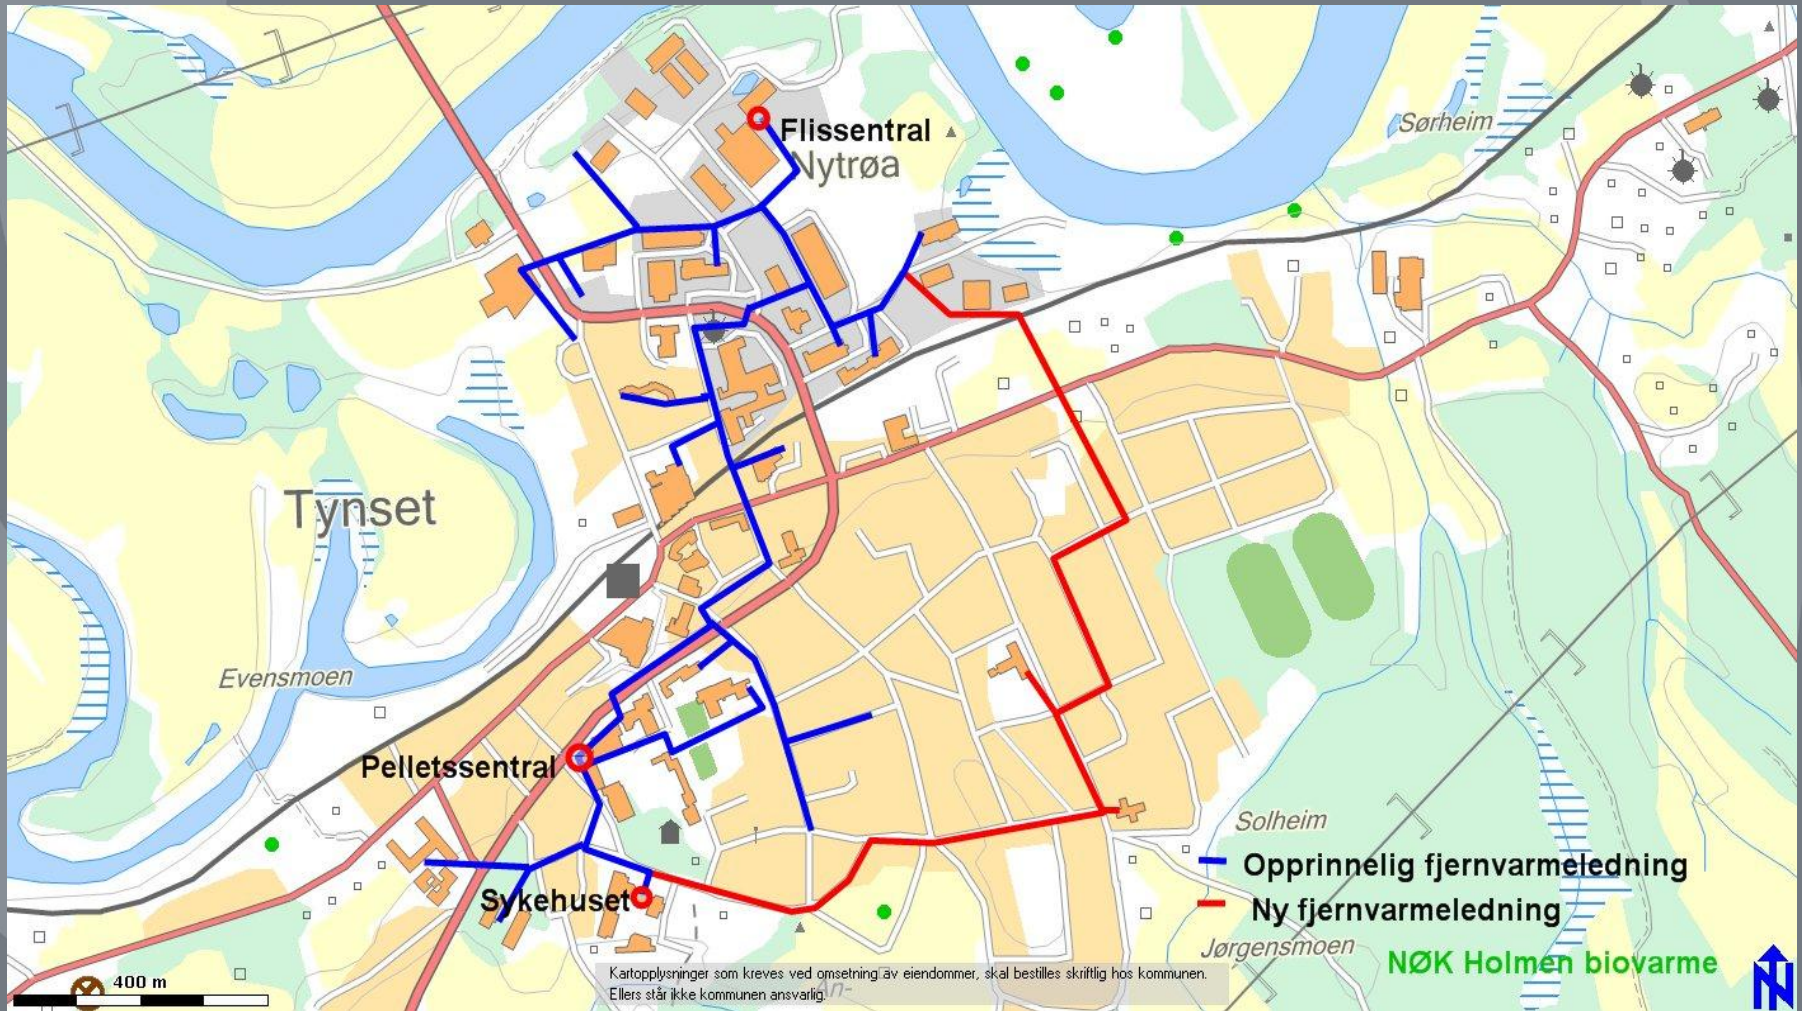 Sørheim
Flissentral
Nytrøa
Tynset
Evensmoen
Pelletssentral
Solheim
Opprinnelig fjernvarmeledning
Sykehuset
Ny fjernvarmeledning
Jørgensmoen
NØK Holmen biovarme
400 m
Kartopplysninger som kreves ved omsetning av eiendommer, skal bestilles skriftlig hos kommunen.
Ellers står ikke kommunen ansvarlig.
An-
N